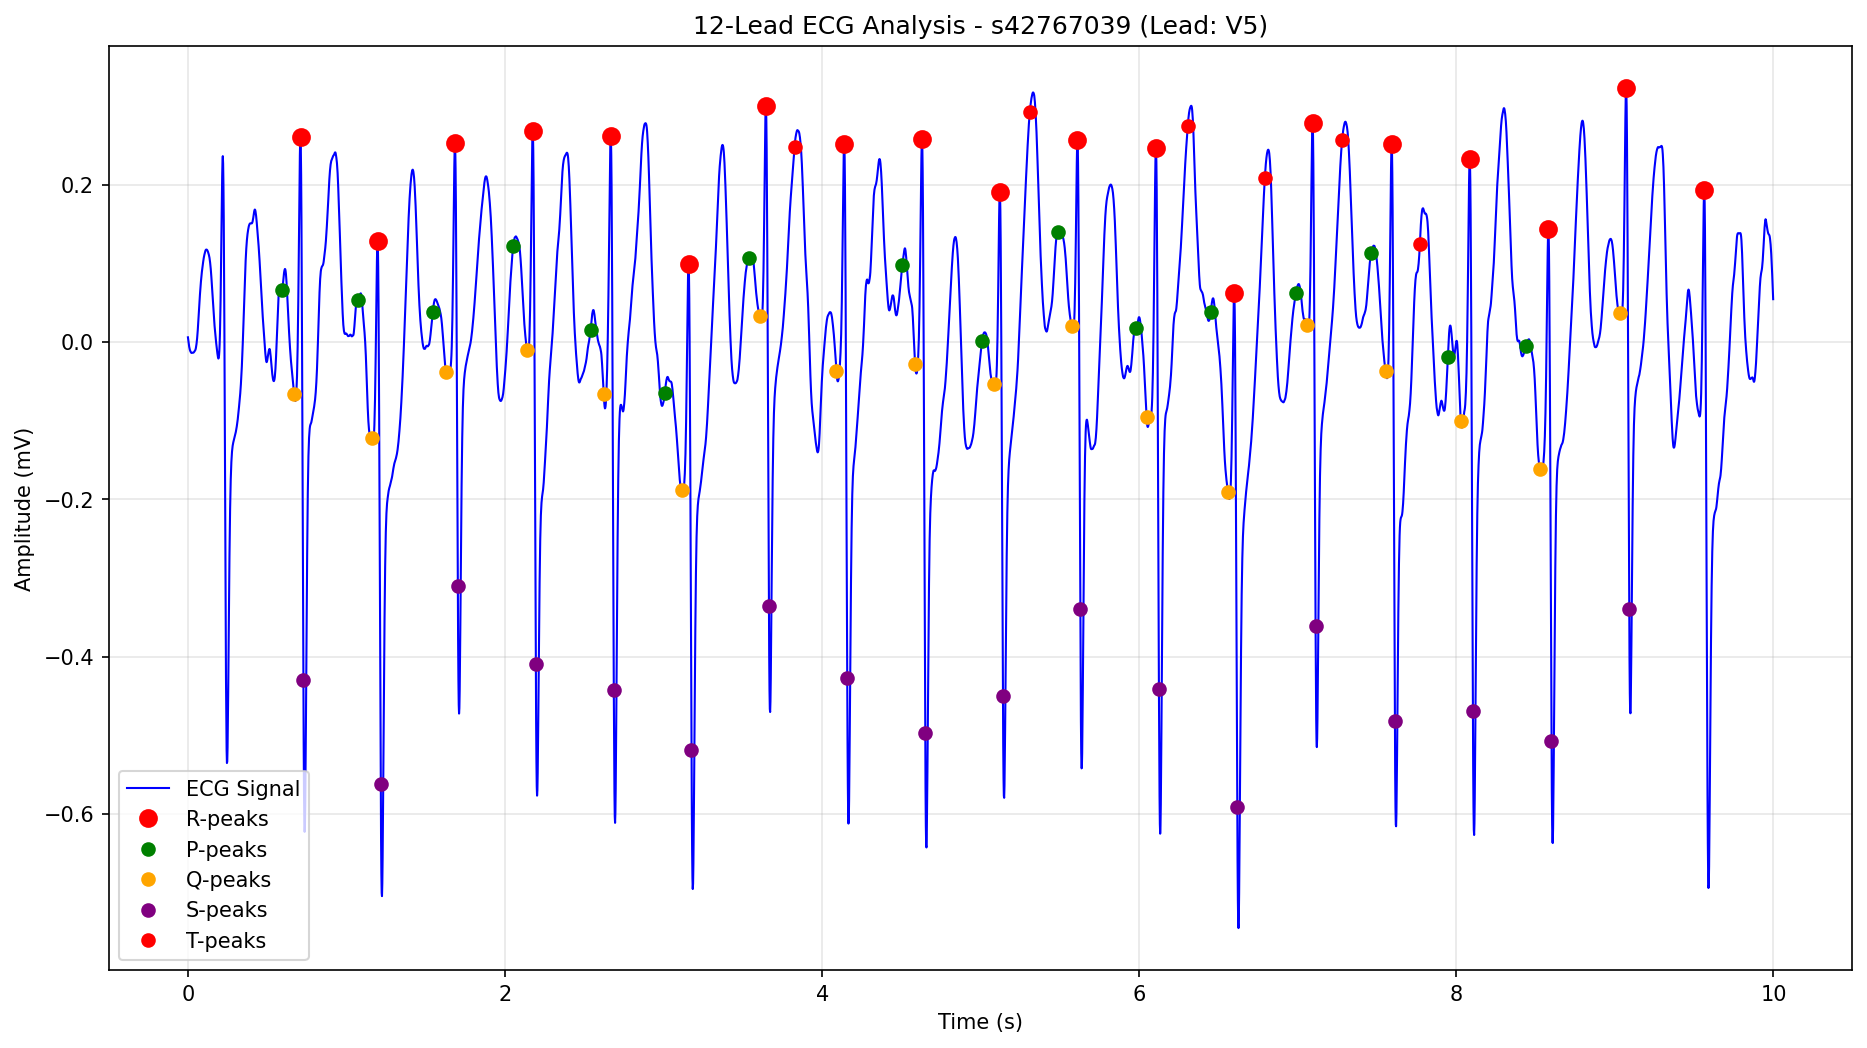 12-Lead ECG Analysis - s42767039 (Lead: V5)
0.2
0.0
−0.2
−0.4
−0.6
Amplitude (mV)
ECG Signal
R-peaks
P-peaks
Q-peaks
S-peaks
T-peaks
0 2 4 6 8 10
Time (s)